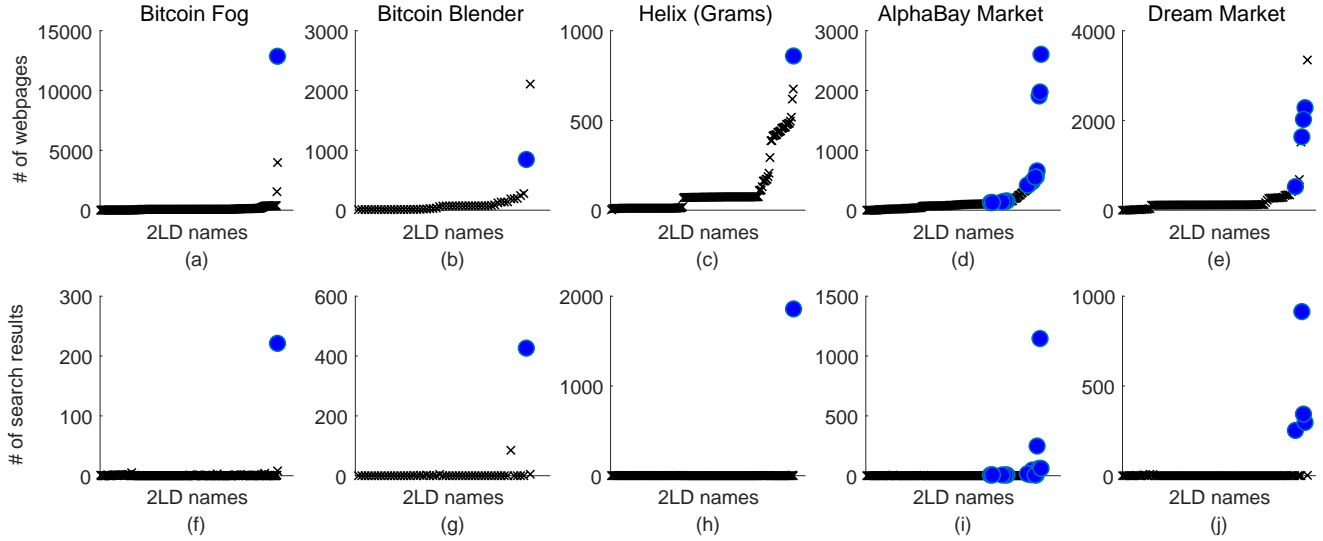 Bitcoin Fog
Bitcoin Blender
Helix (Grams)
AlphaBay Market
Dream Market
# of webpages
15000
10000
5000
0
2LD names
(a)
3000
2000
1000
0
2LD names
(b)
1000
500
0
2LD names
(c)
3000
2000
1000
0
2LD names
(d)
4000
2000
0
2LD names
(e)
# of search results
300
200
100
0
2LD names
(f)
600
400
200
0
2LD names
(g)
2000
1000
0
2LD names
(h)
1500
1000
500
0
2LD names
(i)
1000
500
0
2LD names
(j)